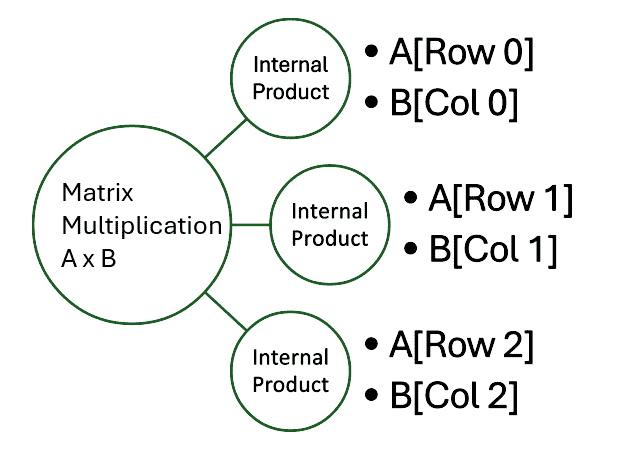 Internal
Product
• A[Row 0]
• B[Col 0]
Matrix
Multiplication
A x B
Internal
Product
• A[Row 1]
• B[Col 1]
Internal
Product
• A[Row 2]
• B[Col 2]